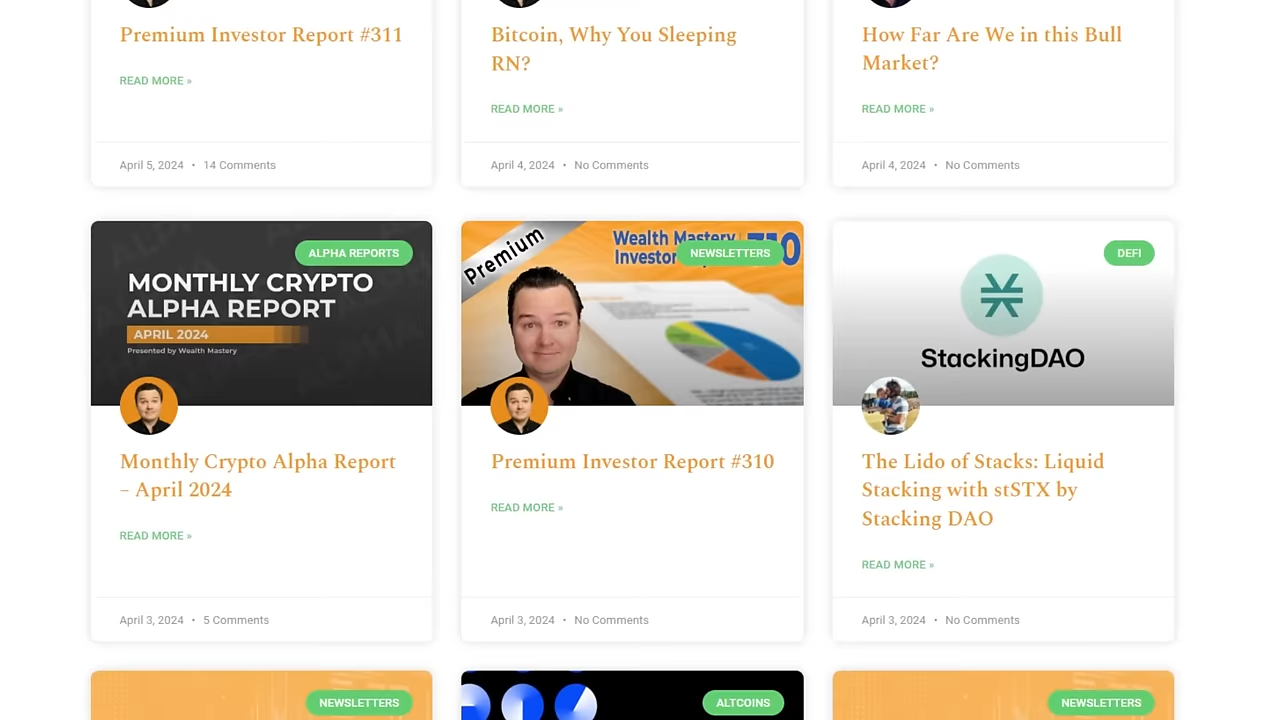 Premium Investor Report #311
READ MORE »
April 5, 2024 • 14 Comments
Bitcoin, Why You Sleeping
RN?
READ MORE »
April 4, 2024 • No Comments
How Far Are We in this Bull
Market?
READ MORE »
April 4, 2024 • No Comments
ALPHA REPORTS
MONTHLY CRYPTO
ALPHA REPORT
APRIL 2024
Presented by Wealth Mastery
Monthly Crypto Alpha Report
– April 2024
READ MORE »
April 3, 2024 • 5 Comments
Premium
Wealth Mastery
Investor
310
NEWSLETTERS
Premium Investor Report #310
READ MORE »
April 3, 2024 • No Comments
DEFI
StackingDAO
The Lido of Stacks: Liquid
Stacking with stSTX by
Stacking DAO
READ MORE »
April 3, 2024 • No Comments
NEWSLETTERS
ALTCOINS
NEWSLETTERS